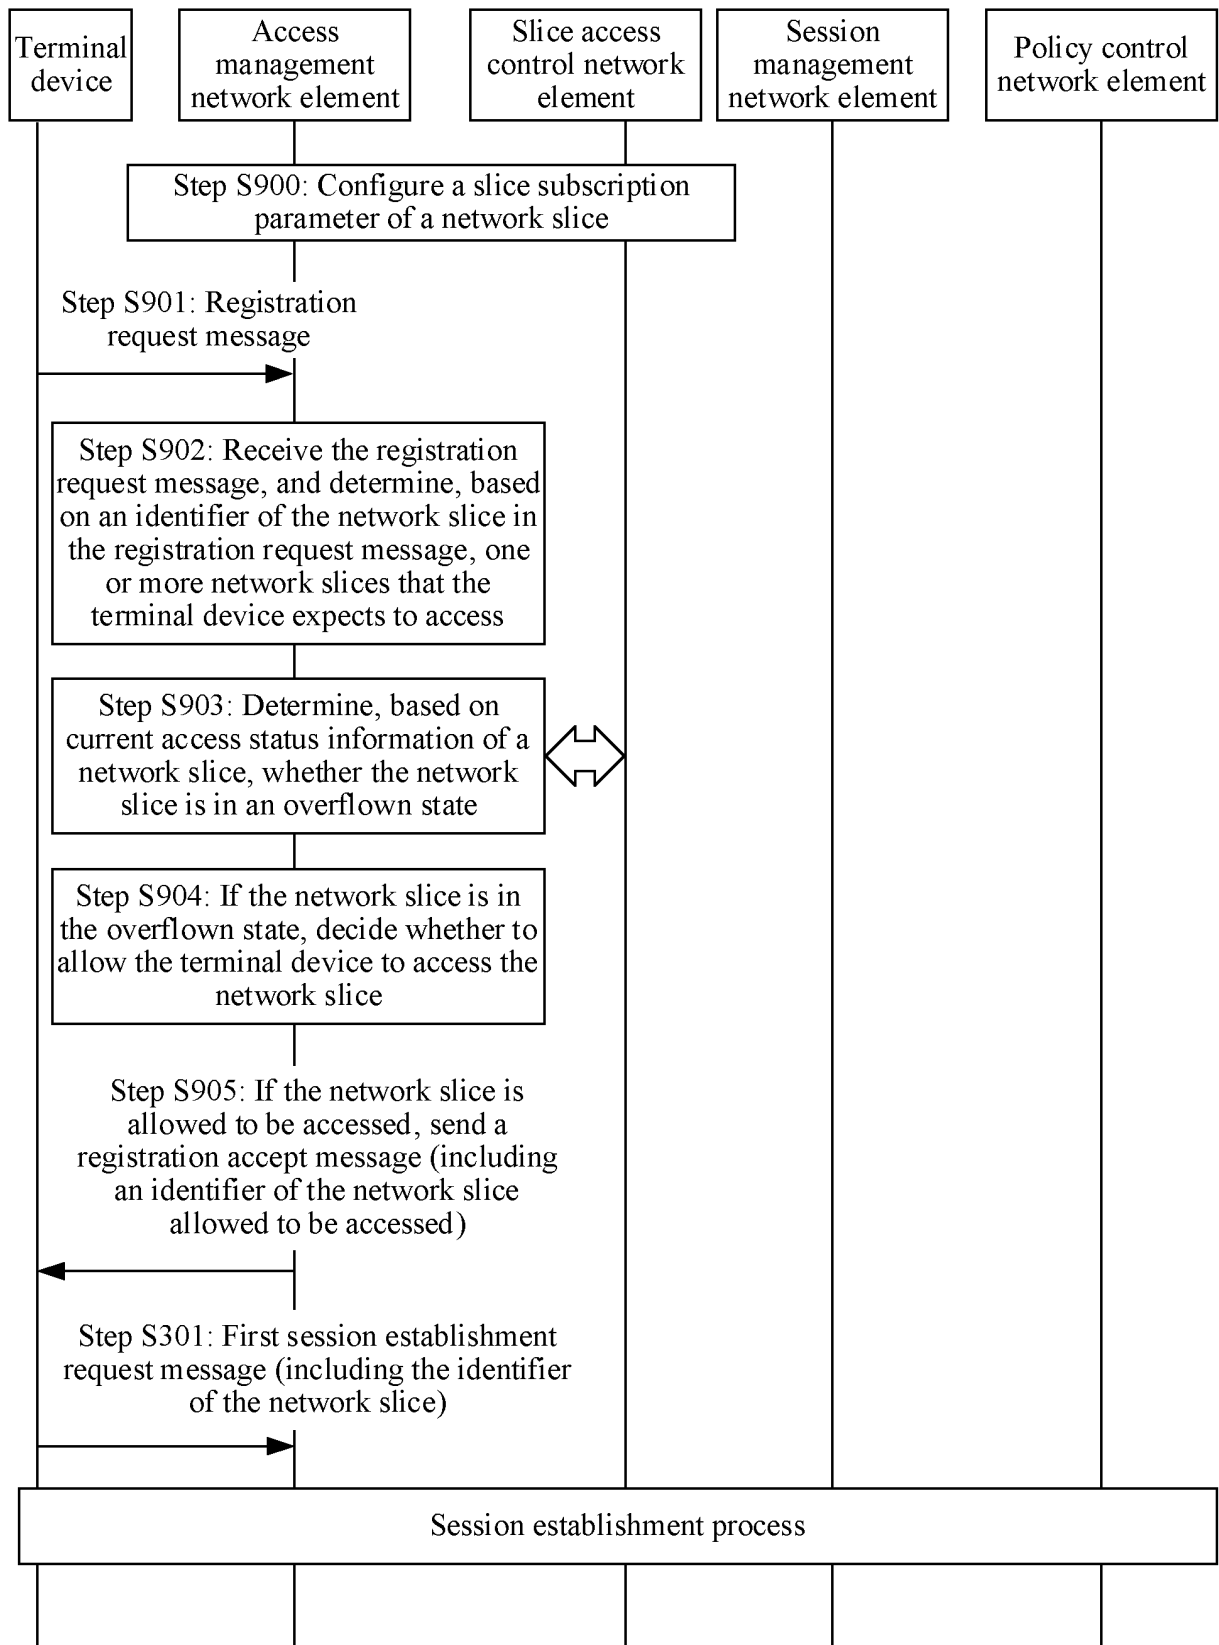 Terminal
device
Access
management
network element
Slice access
control network
element
Session
management
network element
Policy control
network element
Step S900: Configure a slice subscription
parameter of a network slice
Step S901: Registration
request message
Step S902: Receive the registration
request message, and determine, based
on an identifier of the network slice in
the registration request message, one
or more network slices that the
terminal device expects to access
Step S903: Determine, based on
current access status information of a
network slice, whether the network
slice is in an overflown state
Step S904: If the network slice is in
the overflown state, decide whether to
allow the terminal device to access the
network slice
Step S905: If the network slice is
allowed to be accessed, send a
registration accept message (including
an identifier of the network slice
allowed to be accessed)
Step S301: First session establishment
request message (including the identifier
of the network slice)
Session establishment process